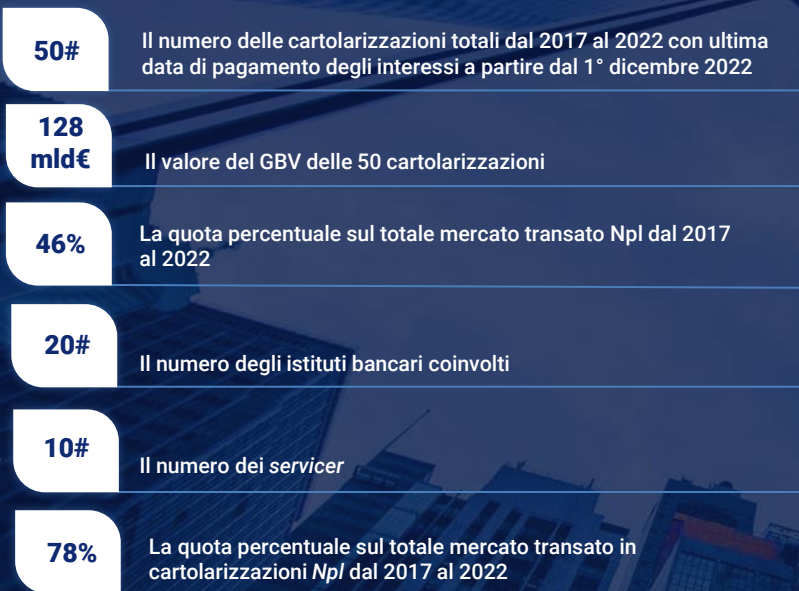 50#
Il numero delle cartolarizzazioni totali dal 2017 al 2022 con ultima
data di pagamento degli interessi a partire dal 1° dicembre 2022
128
mld€
Il valore del GBV delle 50 cartolarizzazioni
46%
La quota percentuale sul totale mercato transato Npl dal 2017
al 2022
20#
Il numero degli istituti bancari coinvolti
10#
Il numero dei servicer
78%
La quota percentuale sul totale mercato transato in
cartolarizzazioni Npl dal 2017 al 2022